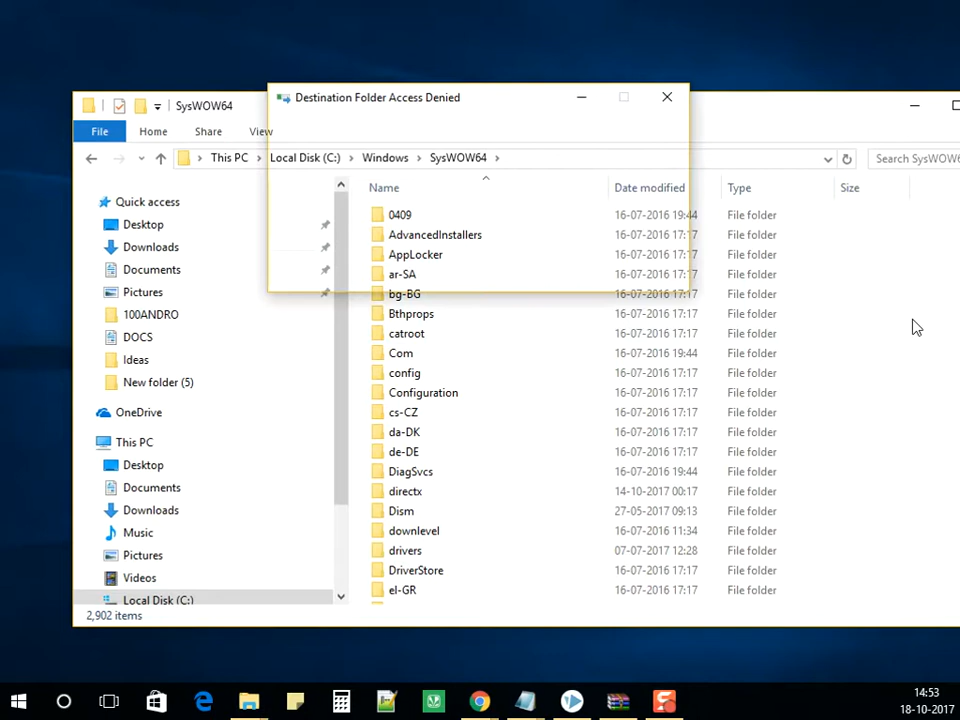 Destination Folder Access Denied
SysWOW64
File Home Share View
This PC Local Disk (C:) Windows SysWOW64
Search SysWOW6
Name Date modified Type Size
Quick access
Desktop
Downloads
Documents
Pictures
100ANDRO
DOCS
Ideas
New folder (5)
OneDrive
This PC
Desktop
Documents
Downloads
Music
Pictures
Videos
Local Disk (C:)
0409 16-07-2016 19:44 File folder
AdvancedInstallers 16-07-2016 17:17 File folder
AppLocker 16-07-2016 17:17 File folder
ar-SA 16-07-2016 17:17 File folder
bg-BG 16-07-2016 17:17 File folder
Bthprops 16-07-2016 17:17 File folder
catroot 16-07-2016 17:17 File folder
Com 16-07-2016 19:44 File folder
config 16-07-2016 17:17 File folder
Configuration 16-07-2016 17:17 File folder
cs-CZ 16-07-2016 17:17 File folder
da-DK 16-07-2016 17:17 File folder
de-DE 16-07-2016 17:17 File folder
DiagSvcs 16-07-2016 19:44 File folder
directx 14-10-2017 00:17 File folder
Dism 27-05-2017 09:13 File folder
downlevel 16-07-2016 11:34 File folder
drivers 07-07-2017 12:28 File folder
DriverStore 16-07-2016 17:17 File folder
el-GR 16-07-2016 17:17 File folder
2,902 items
14:53
18-10-2017